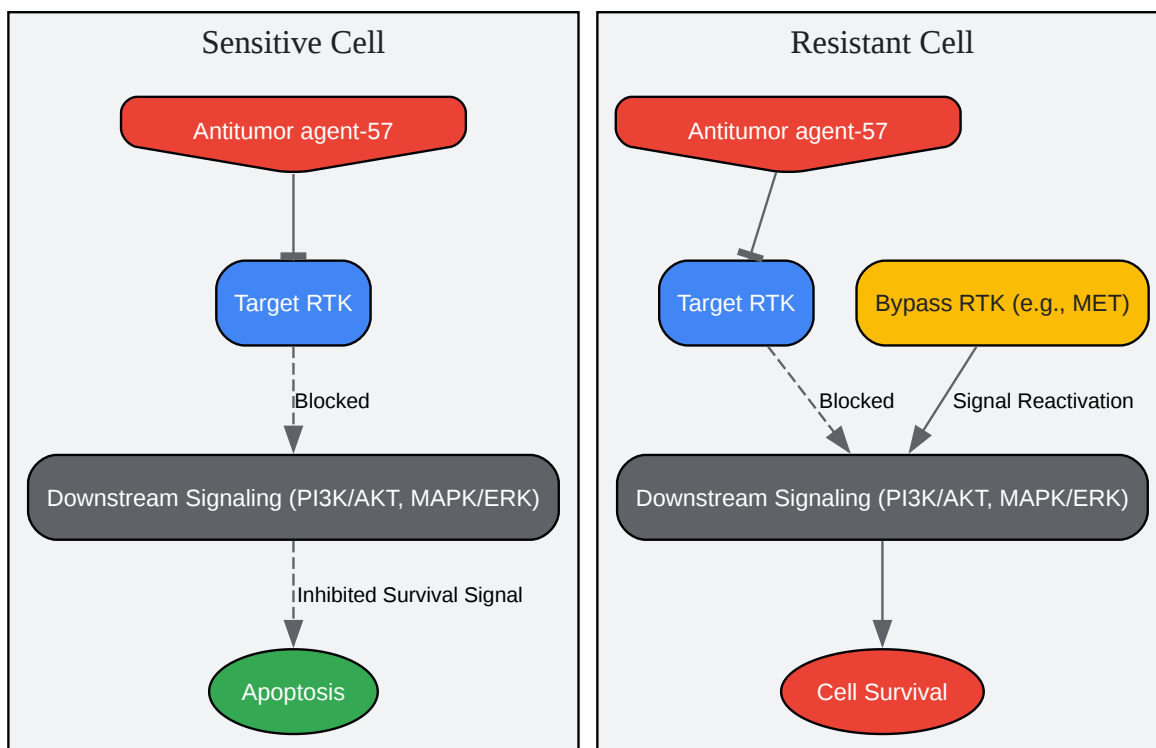 Sensitive Cell
Antitumor agent-57
Target RTK
Blocked
Downstream Signaling (PI3K/AKT, MAPK/ERK)
Inhibited Survival Signal
Apoptosis
Resistant Cell
Antitumor agent-57
Target RTK
Bypass RTK (e.g., MET)
Blocked
Signal Reactivation
Downstream Signaling (PI3K/AKT, MAPK/ERK)
Cell Survival